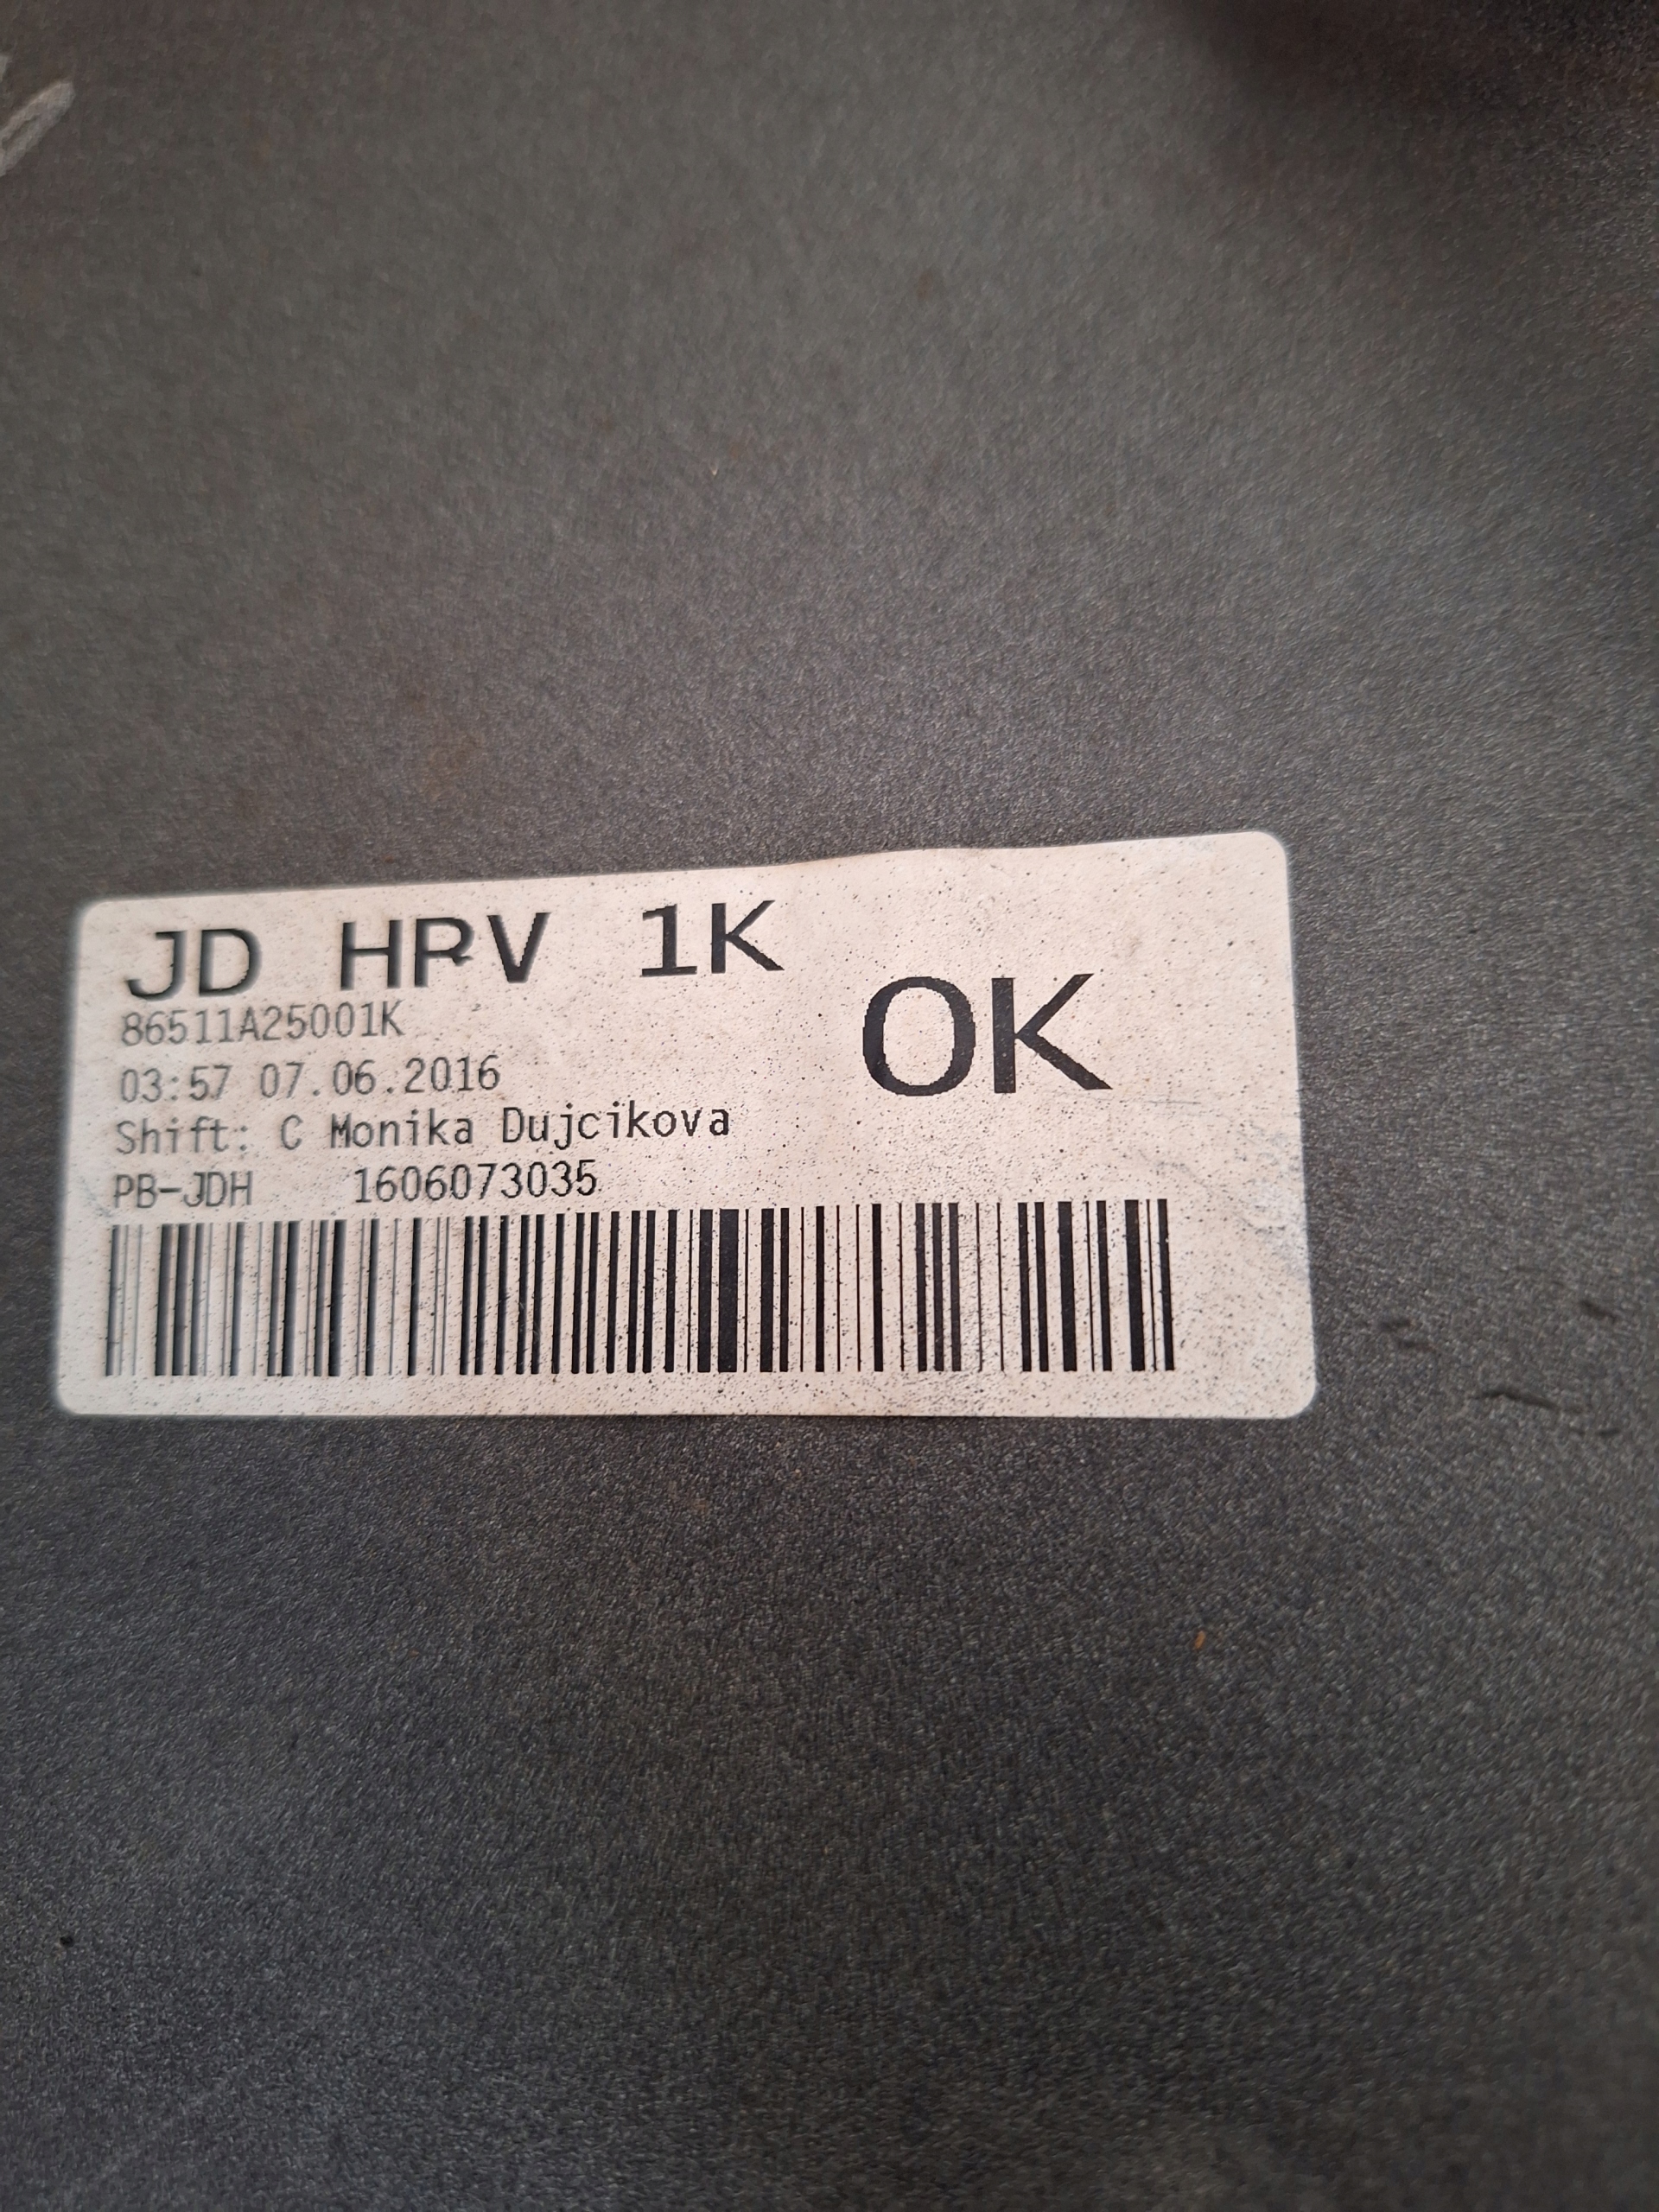 JD HRV 1K
OK
86511A25001K
03:57 07.06.2016
Shift: C Monika Dujcikova
PB-JDH 1606073035